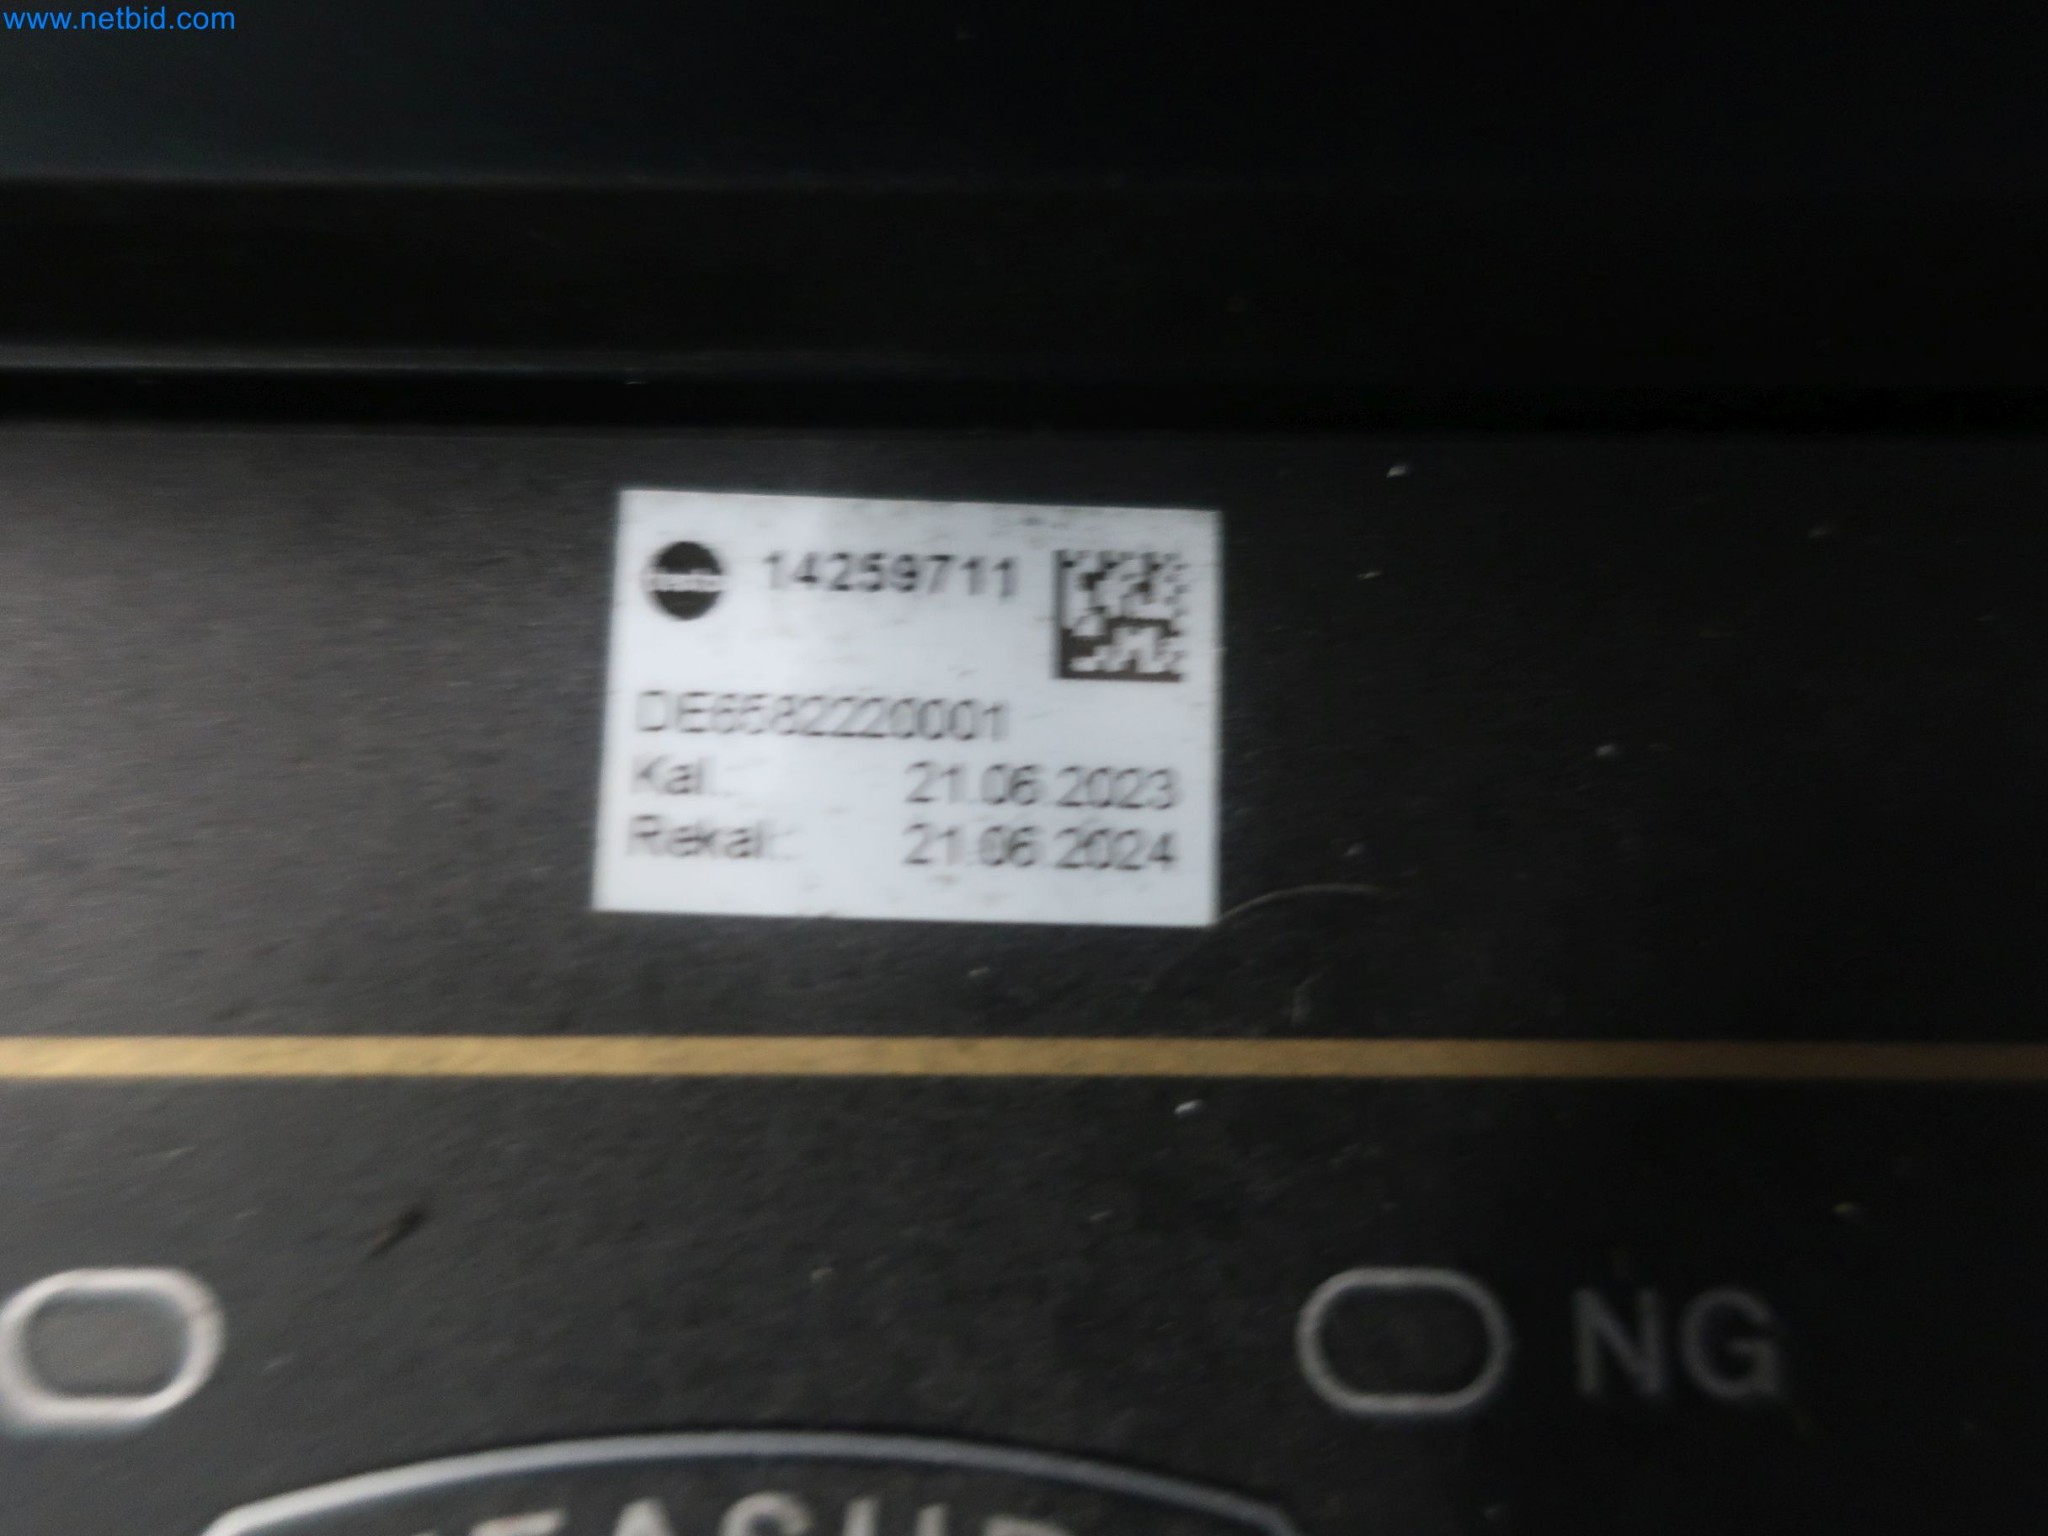 www.netbid.com
14259711
DE6582220001
Kal.: 21.06.2023
Rekal.: 21.06.2024
NG